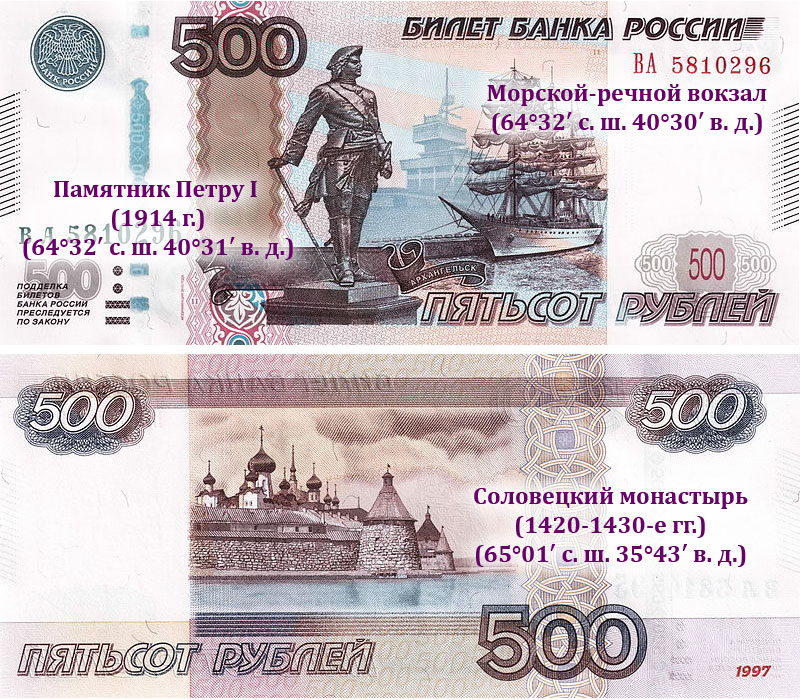 500
БИЛЕТ БАНКА РОССИИ
БАНК РОССИИ
ВА 5810296
Морской-речной вокзал
(64°32′ с. ш. 40°30′ в. д.)
Памятник Петру I
(1914 г.)
ВА 5810296
(64°32′ с. ш. 40°31′ в. д.)
500
АРХАНГЕЛЬСК
500 500 500
ПОДДЕЛКА
БИЛЕТОВ
БАНКА РОССИИ
ПРЕСЛЕДУЕТСЯ
ПО ЗАКОНУ
ПЯТЬСОТ РУБЛЕЙ
500
500
Соловецкий монастырь
(1420-1430-е гг.)
(65°01′ с. ш. 35°43′ в. д.)
ПЯТЬСОТ РУБЛЕЙ
500
1997